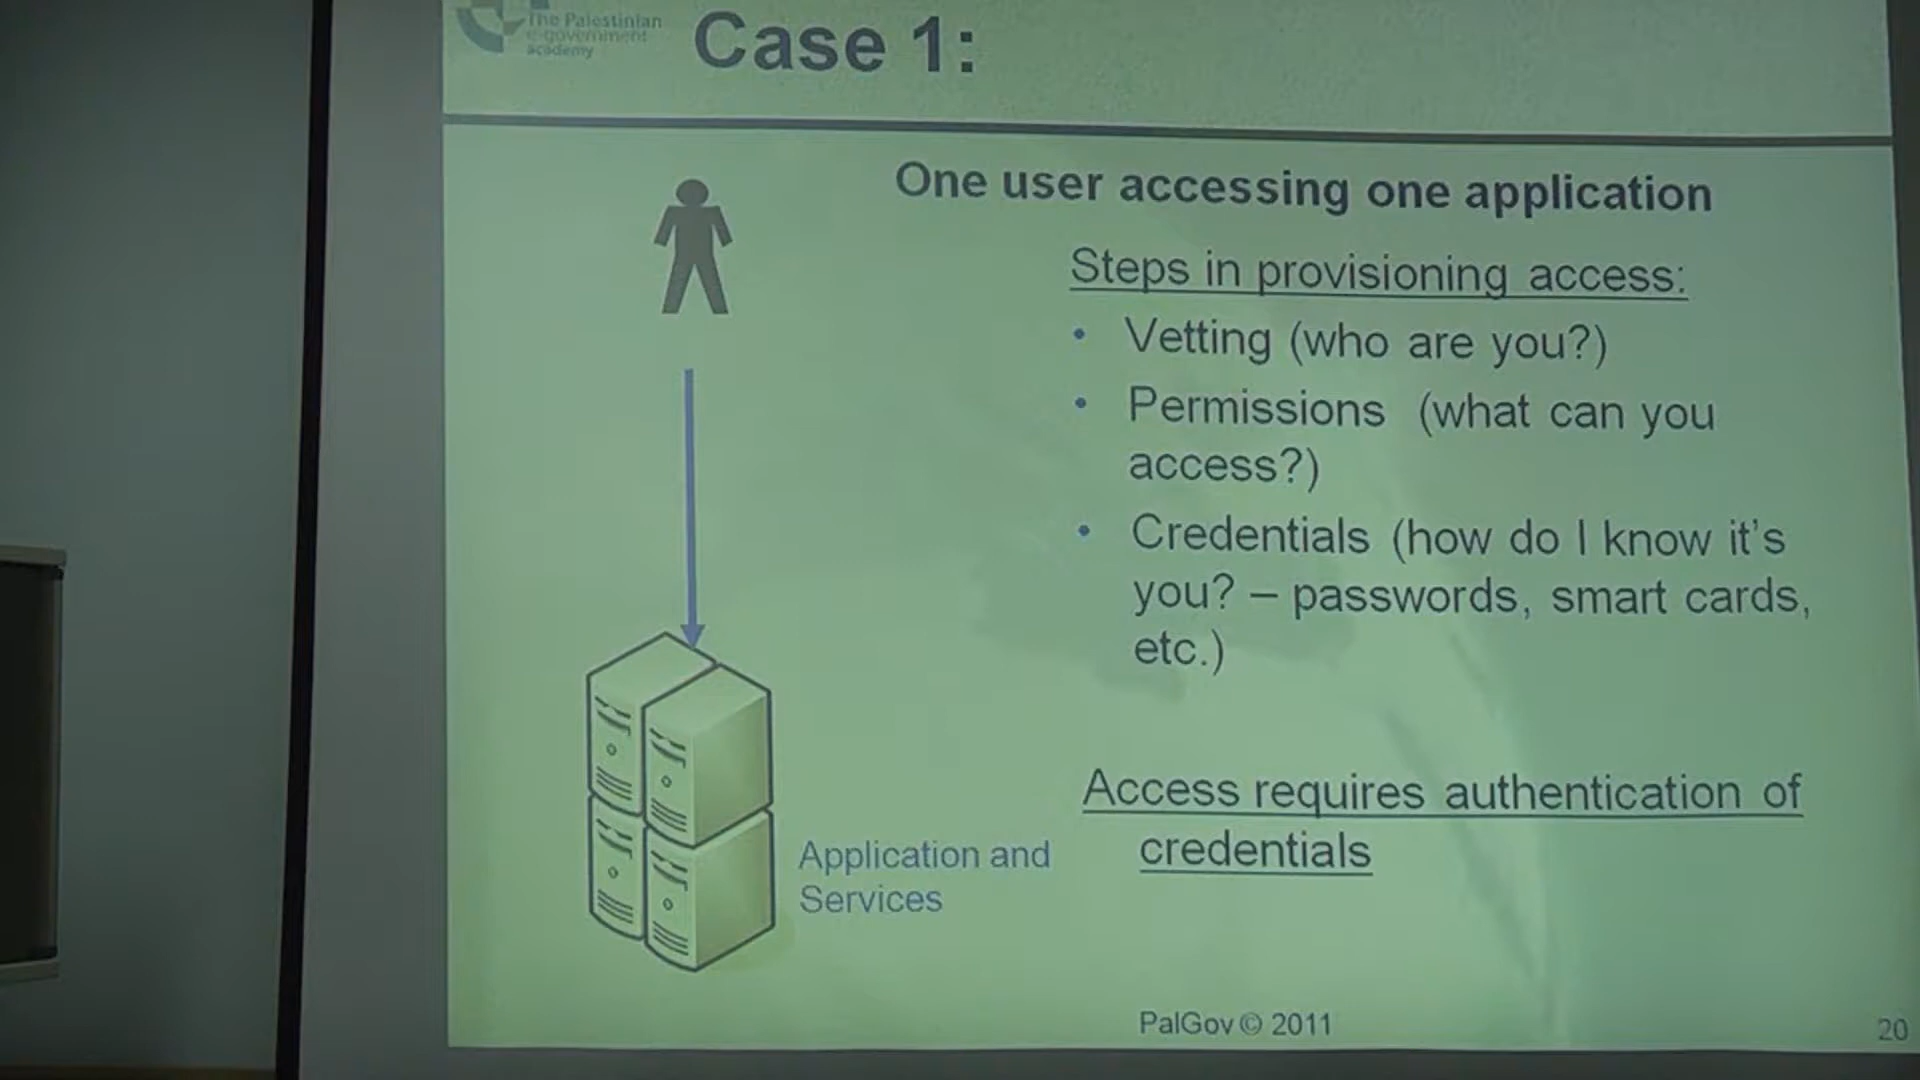 The Palestinian
e-government
academy
Case 1:
One user accessing one application
Steps in provisioning access:
• Vetting (who are you?)
• Permissions (what can you
access?)
• Credentials (how do I know it's
you? – passwords, smart cards,
etc.)
Access requires authentication of
credentials
Application and
Services
PalGov © 2011
20